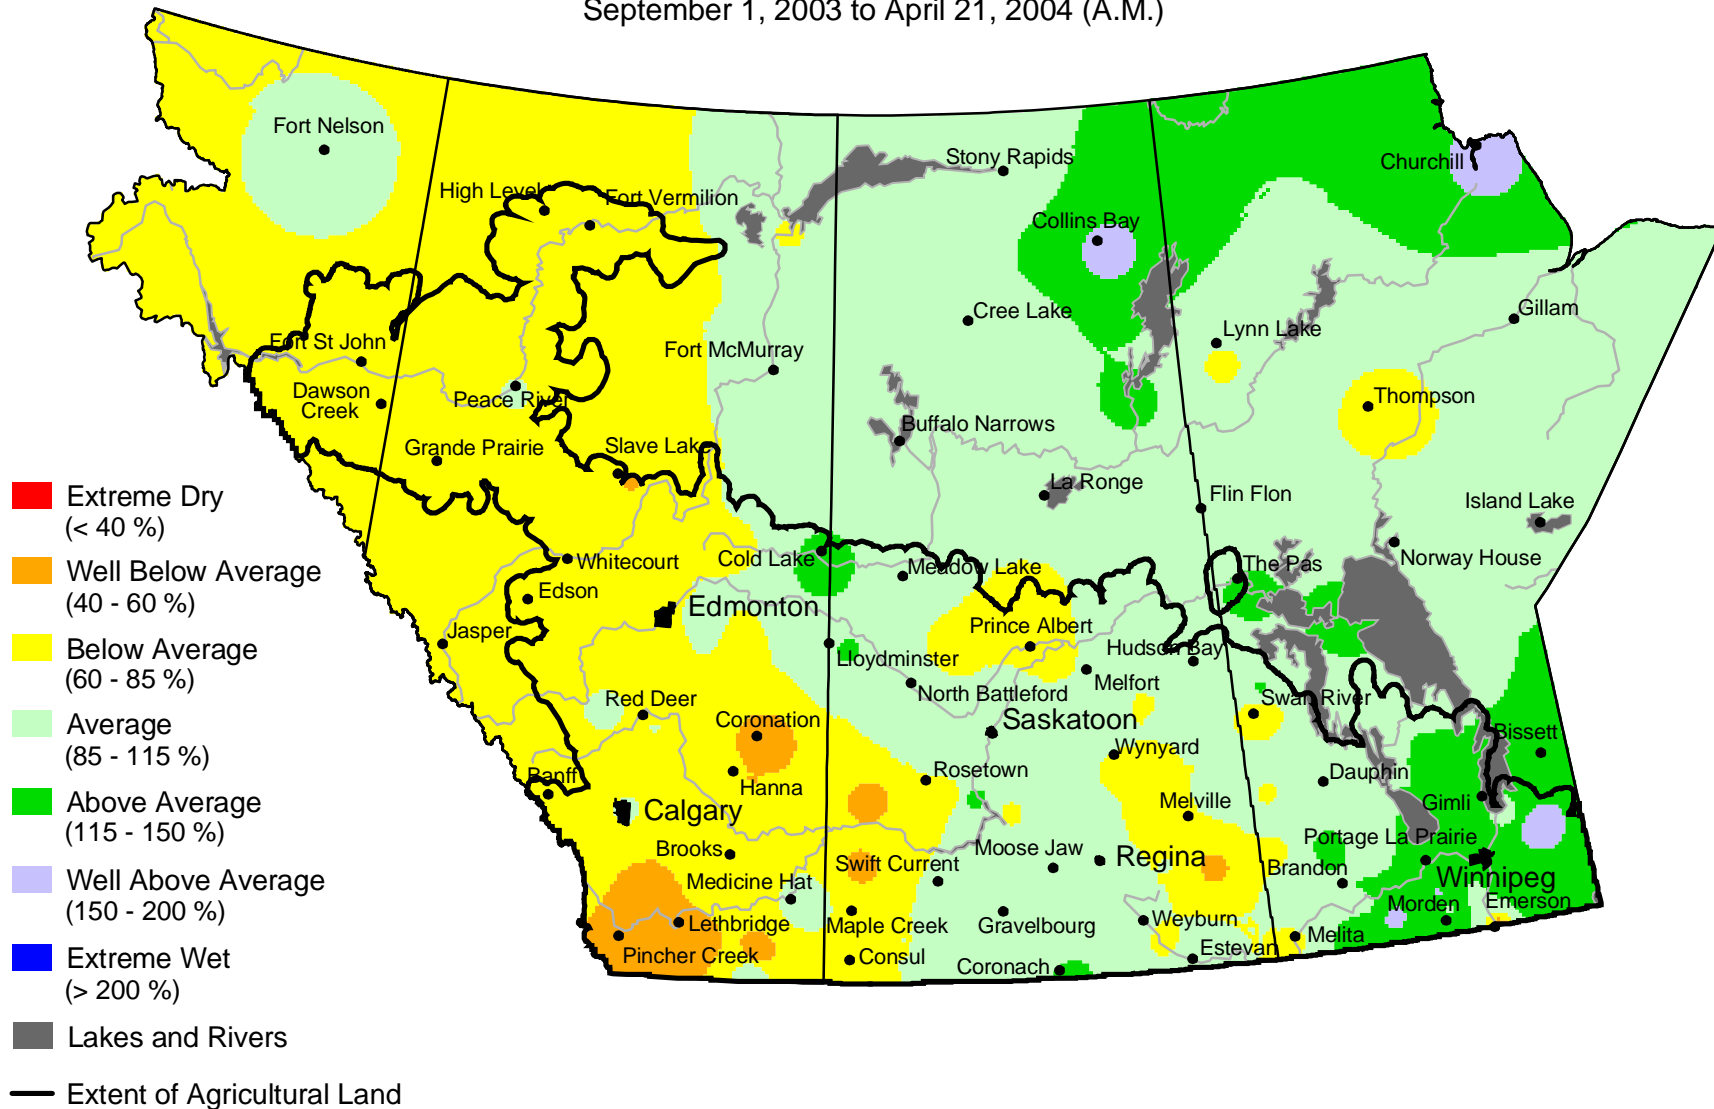 September 1, 2003 to April 21, 2004 (A.M.)
Fort Nelson
Stony Rapids
Churchill
High Level
Fort Vermilion
Collins Bay
Cree Lake
Gillam
Lynn Lake
Fort St John
Fort McMurray
Dawson
Creek
Peace River
Thompson
Buffalo Narrows
Grande Prairie
Slave Lake
La Ronge
Flin Flon
Island Lake
Whitecourt
Cold Lake
Meadow Lake
The Pas
Norway House
Edson
Edmonton
Jasper
Prince Albert
Hudson Bay
Lloydminster
Melfort
North Battleford
Red Deer
Swan River
Coronation
Saskatoon
Bissett
Wynyard
Banff
Hanna
Rosetown
Dauphin
Calgary
Melville
Gimli
Portage La Prairie
Brooks
Swift Current
Moose Jaw
Regina
Brandon
Winnipeg
Medicine Hat
Morden
Emerson
Lethbridge
Maple Creek
Gravelbourg
Weyburn
Melita
Pincher Creek
Consul
Coronach
Estevan
Extreme Dry
(< 40 %)
Well Below Average
(40 - 60 %)
Below Average
(60 - 85 %)
Average
(85 - 115 %)
Above Average
(115 - 150 %)
Well Above Average
(150 - 200 %)
Extreme Wet
(> 200 %)
Lakes and Rivers
Extent of Agricultural Land